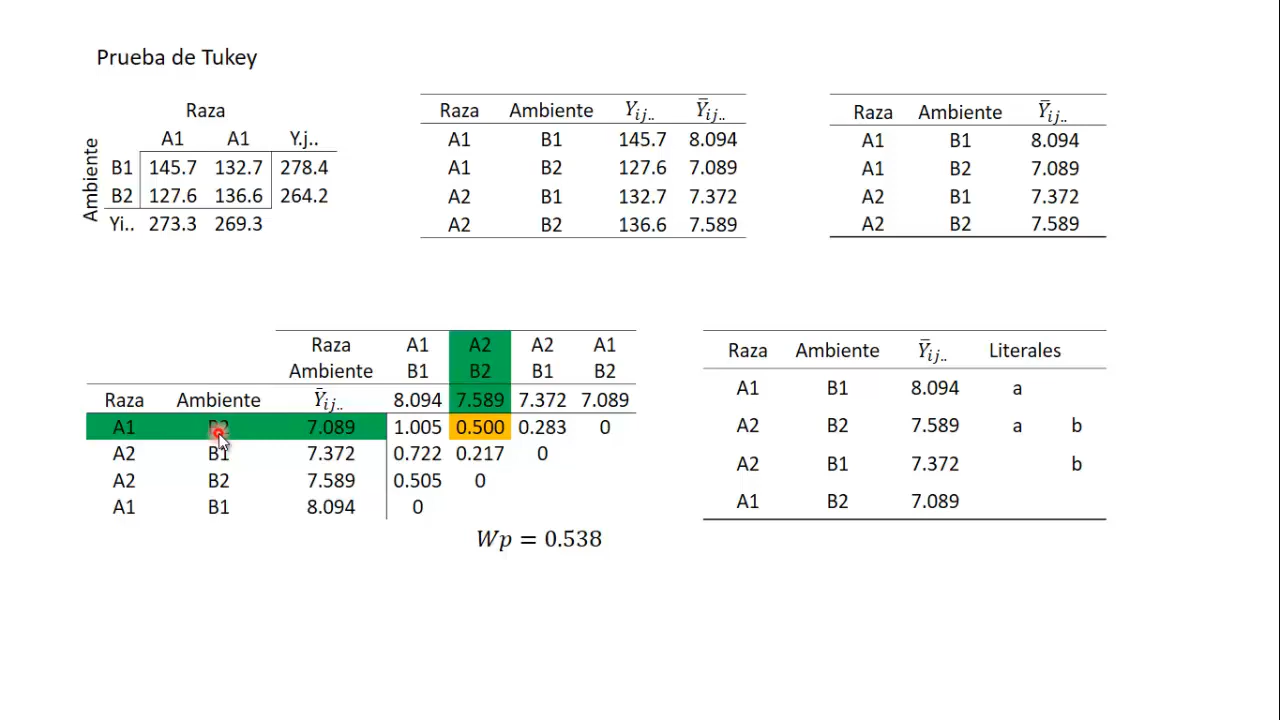 Prueba de Tukey
Raza
A1 A1 Y.j..
Ambiente
B1 145.7 132.7 278.4
B2 127.6 136.6 264.2
Yi.. 273.3 269.3
Raza Ambiente Yij.. Ȳij..
A1 B1 145.7 8.094
A1 B2 127.6 7.089
A2 B1 132.7 7.372
A2 B2 136.6 7.589
Raza Ambiente Ȳij..
A1 B1 8.094
A1 B2 7.089
A2 B1 7.372
A2 B2 7.589
Raza A1 A2 A2 A1
Ambiente B1 B2 B1 B2
Raza Ambiente Ȳij.. 8.094 7.589 7.372 7.089
A1 B2 7.089 1.005 0.500 0.283 0
A2 B1 7.372 0.722 0.217 0
A2 B2 7.589 0.505 0
A1 B1 8.094 0
Wp = 0.538
Raza Ambiente Ȳij.. Literales
A1 B1 8.094 a
A2 B2 7.589 a b
A2 B1 7.372 b
A1 B2 7.089